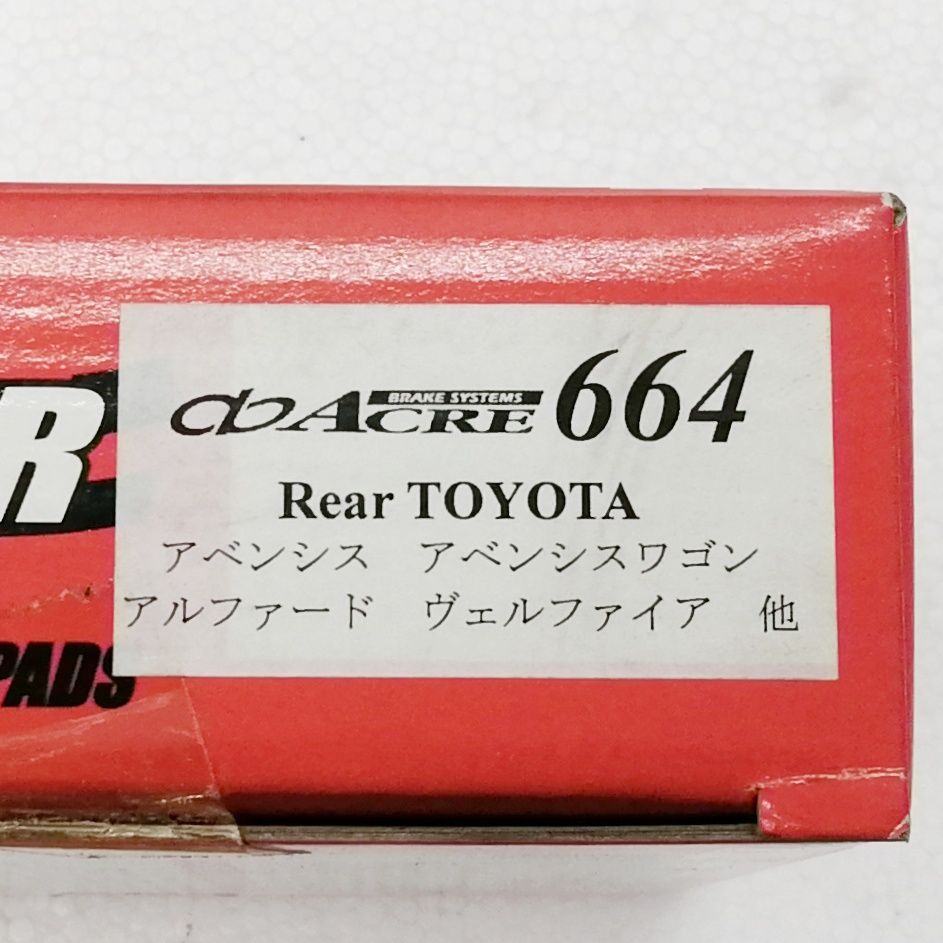 BRAKE SYSTEMS
ACRE 664
Rear TOYOTA
アベンシス　アベンシスワゴン
アルファード　ヴェルファイア　他
R
PADS